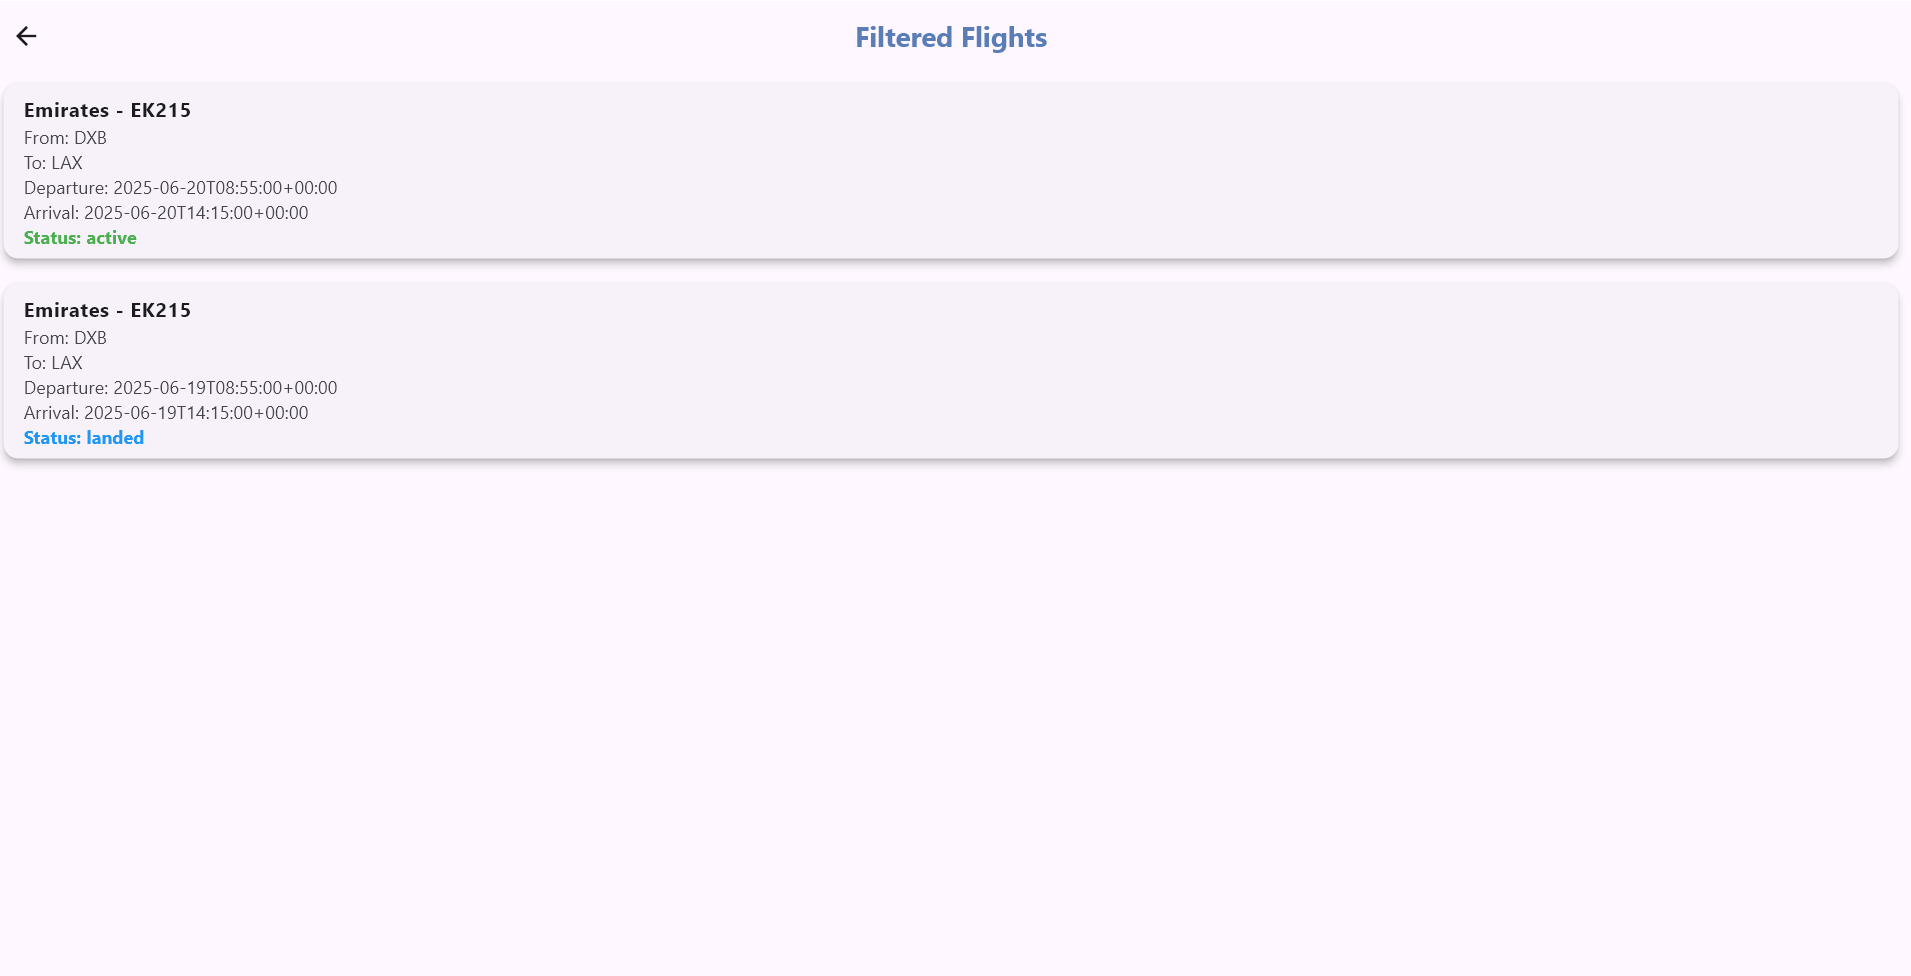 Filtered Flights
Emirates - EK215
From: DXB
To: LAX
Departure: 2025-06-20T08:55:00+00:00
Arrival: 2025-06-20T14:15:00+00:00
Status: active
Emirates - EK215
From: DXB
To: LAX
Departure: 2025-06-19T08:55:00+00:00
Arrival: 2025-06-19T14:15:00+00:00
Status: landed